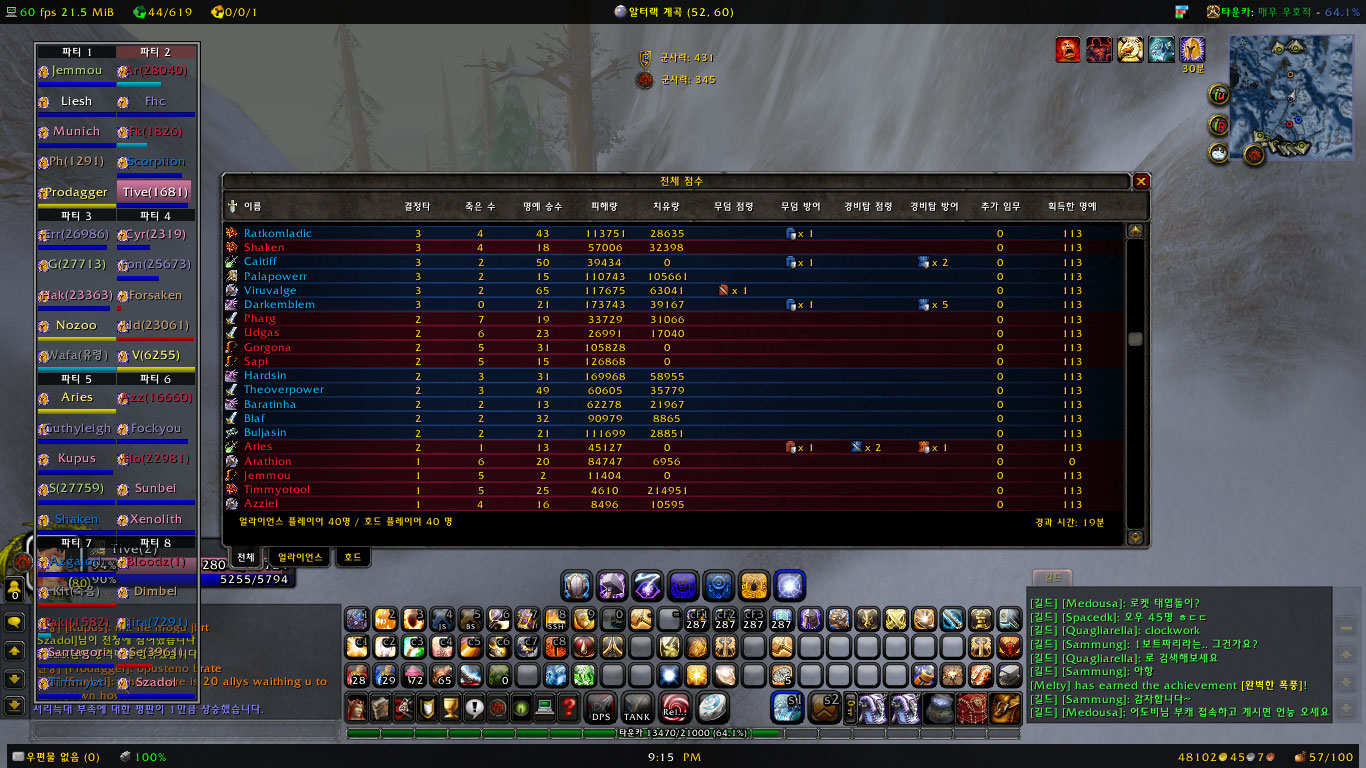 60 fps 21.5 MiB 44/619 0/0/1
알터랙 계곡 (52, 60)
타운카: 매우 우호적 - 64.1%
군사력: 431
군사력: 345
30분
파티 1 파티 2
Jemmou Ar(28040)
Liesh Fhc
Munich Fk(1826)
Ph(1291) Scorpiion
Prodagger Tive(1681)
파티 3 파티 4
Err(26986) Cyr(2319)
G(27713) Gon(25673)
Hak(23363) Forsaken
Nozoo Ild(23061)
Wafa(유령) V(6255)
파티 5 파티 6
Aries Azz(16660)
Guthyleigh Fockyou
Kupus Ho(22981)
S(27759) Sunbei
Shaken Xenolith
파티 7 파티 8
Azgalop Bloodz(1)
Kit(죽음) Dimbel
Santagor Se(3961)
Szadol
전체 점수
이름 결정타 죽은 수 명예 승수 피해량 치유량 무덤 점령 무덤 방어 경비탑 점령 경비탑 방어 추가 임무 획득한 명예
Ratkomladic 3 4 43 113751 28635 x 1 0 113
Shaken 3 4 18 57006 32398 0 113
Caitiff 3 2 50 39434 0 x 1 x 2 0 113
Palapowerr 3 2 15 110743 105661 0 113
Viruvalge 3 2 65 117675 63041 x 1 0 113
Darkemblem 3 0 21 173743 39167 x 1 x 5 0 113
Pharg 2 7 19 33729 31066 0 113
Udgas 2 6 23 26991 17040 0 113
Gorgona 2 5 31 105828 0 0 113
Sapi 2 5 15 126868 0 0 113
Hardsin 2 3 31 169968 58955 0 113
Theoverpower 2 3 49 60605 35779 0 113
Baratinha 2 2 13 62278 21967 0 113
Blaf 2 2 32 90979 8865 0 113
Buljasin 2 2 21 111699 28851 0 113
Aries 2 1 13 45127 0 x 1 x 2 x 1 0 113
Arathion 1 6 20 84747 6956 0 0
Jemmou 1 5 2 11404 0 0 113
Timmyotool 1 5 25 4610 214951 0 113
Azziel 1 4 16 8496 10595 0 113
얼라이언스 플레이어 40명 / 호드 플레이어 40 명
경과 시간: 19분
전체 얼라이언스 호드
Tive(2)
90% 5255/5794
(80)
here is 20 allys waithing u to
서리늑대 부족에 대한 평판이 1만큼 상승했습니다.
DPS TANK Rel..
S1 S2
타운카 13470/21000 (64.1%)
길드
[길드] [Medousa]: 로켓 태엽돌이?
[길드] [Spacedk]: 오우 45명 ㅎㄷㄷ
[길드] [Quagliarella]: clockwork
[길드] [Sammung]: 1보트파리라는.. 그건가요?
[길드] [Quagliarella]: 로 검색해보세요
[길드] [Sammung]: 아항
[Melty] has earned the achievement [완벽한 폭풍]!
[길드] [Sammung]: 감자합니다~
[길드] [Medousa]: 어도비님 부캐 접속하고 계시면 언능 오세요
우편물 없음 (0) 100%
9:15 PM
48102 45 7 57/100